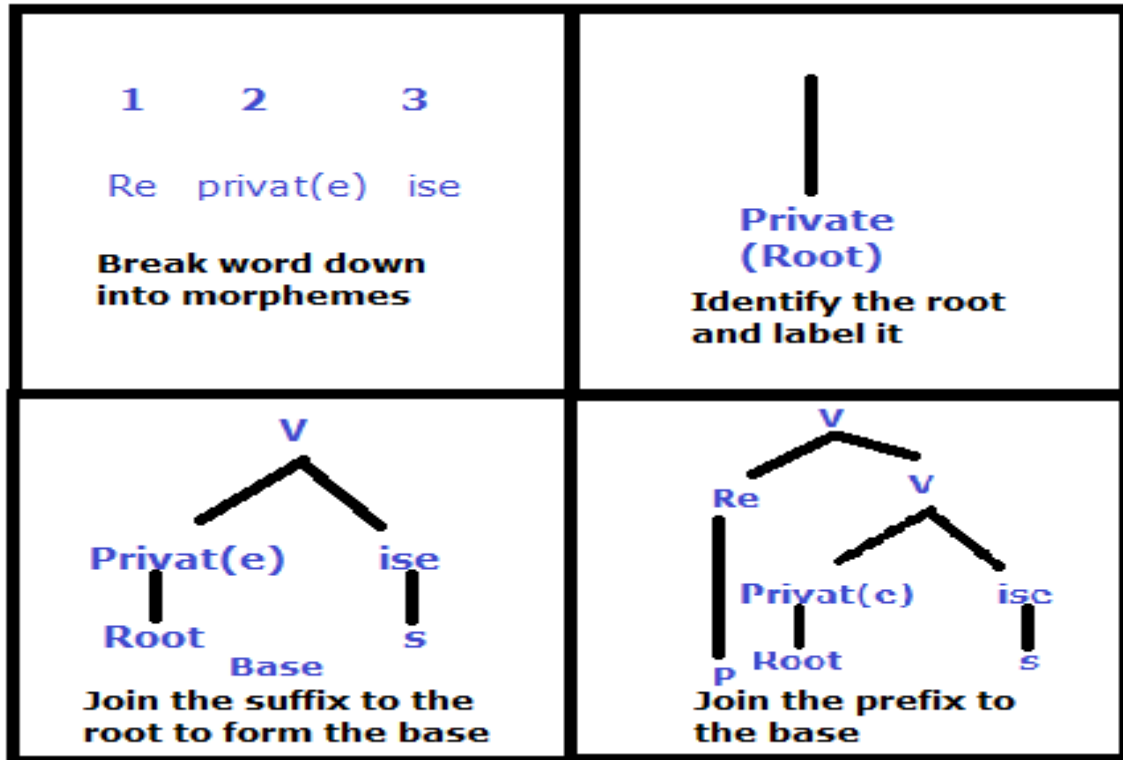 1 2 3
Re privat(e) ise
Break word down
into morphemes
Private
(Root)
Identify the root
and label it
V
Privat(e) ise
Root s
Base
Join the suffix to the
root to form the base
V
Re V
Privat(e) ise
P Root s
Join the prefix to
the base